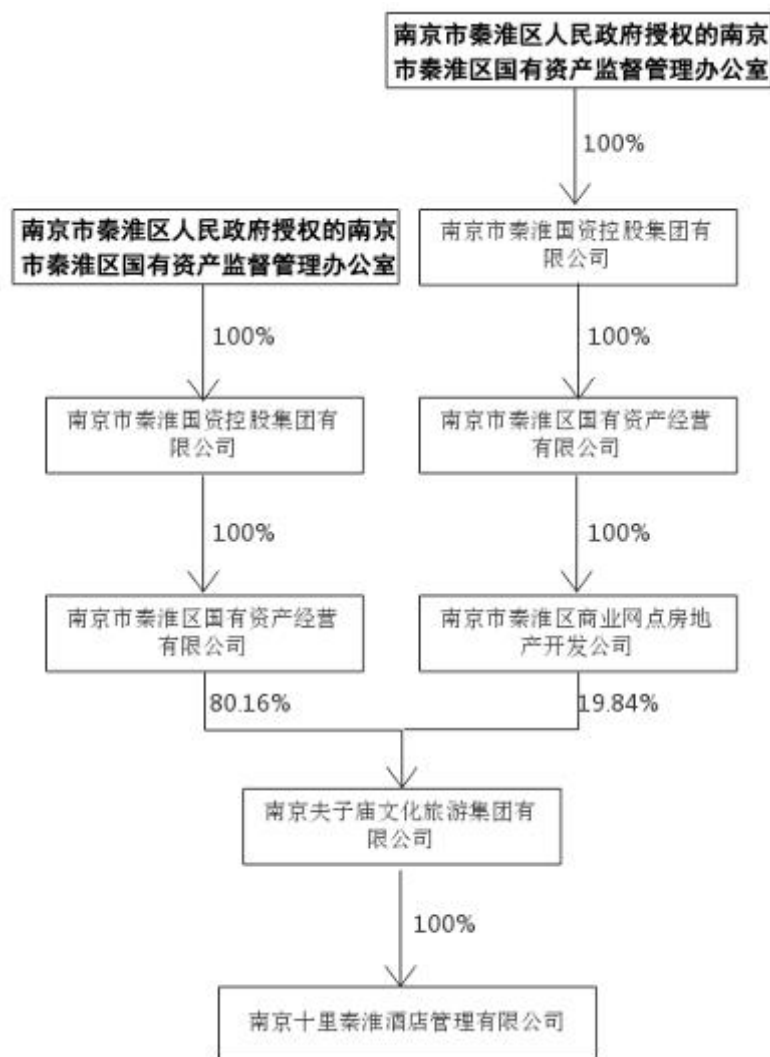 南京市秦淮区人民政府授权的南京
市秦淮区国有资产监督管理办公室
100%
南京市秦淮区人民政府授权的南京
市秦淮区国有资产监督管理办公室
南京市秦淮国资控股集团有
限公司
100%
100%
南京市秦淮国资控股集团有
限公司
南京市秦淮区国有资产经营
有限公司
100%
100%
南京市秦淮区国有资产经营
有限公司
南京市秦淮区商业网点房地
产开发公司
80.16%
19.84%
南京夫子庙文化旅游集团有
限公司
100%
南京十里秦淮酒店管理有限公司